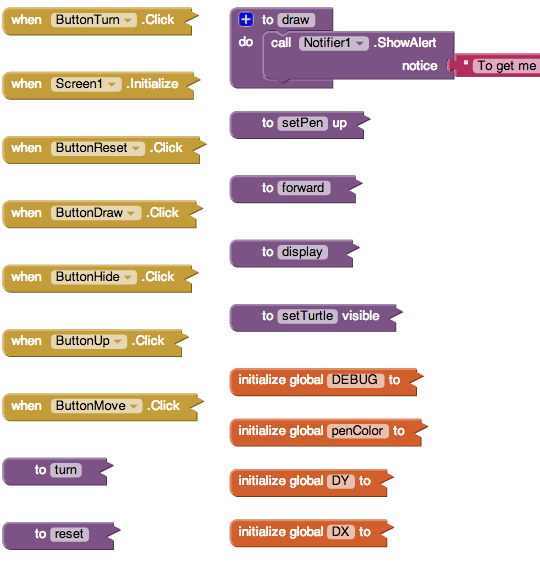 when ButtonTurn .Click
when Screen1 .Initialize
when ButtonReset .Click
when ButtonDraw .Click
when ButtonHide .Click
when ButtonUp .Click
when ButtonMove .Click
to turn
to reset
to draw
do call Notifier1 .ShowAlert
notice " To get me
to setPen up
to forward
to display
to setTurtle visible
initialize global DEBUG to
initialize global penColor to
initialize global DY to
initialize global DX to